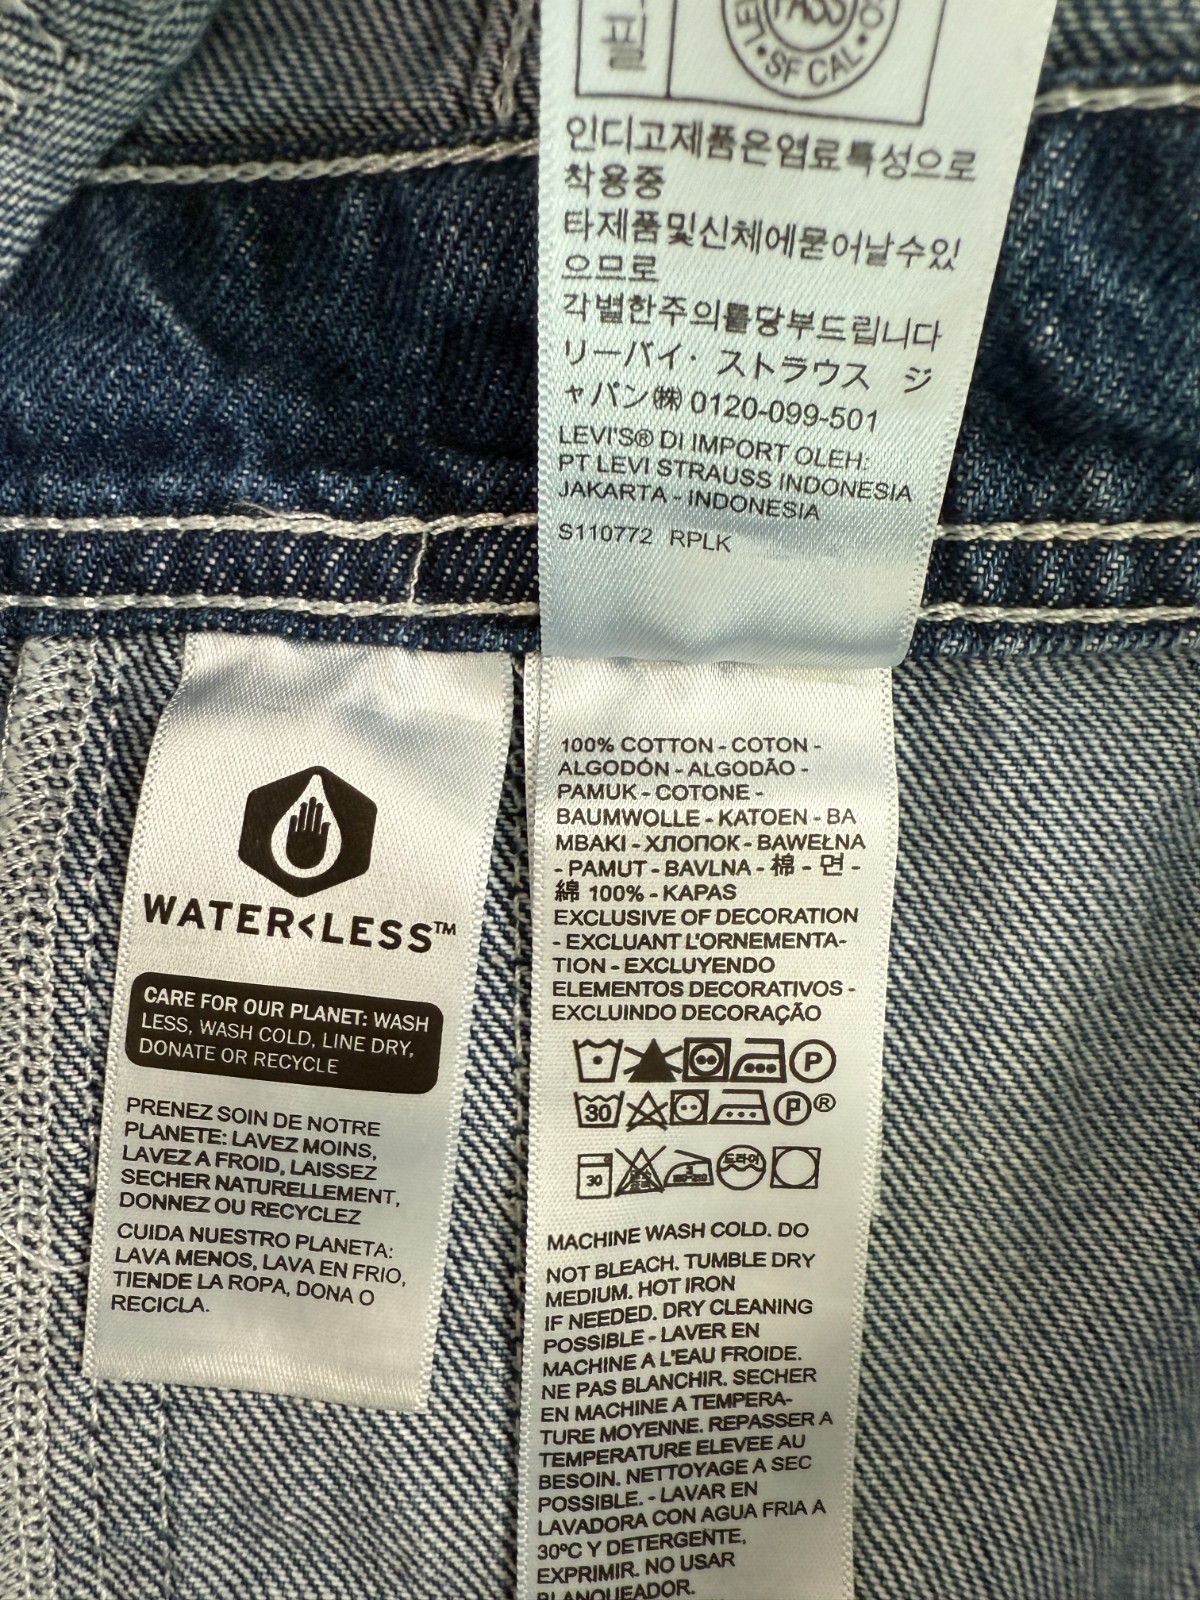 필
PASS
SF CAL
인디고제품은염료특성으로
착용중
타제품및신체에묻어날수있
으므로
각별한주의를당부드립니다
リーバイ・ ストラウス ジ
ャパン㈱ 0120-099-501
LEVI'S® DI IMPORT OLEH:
PT LEVI STRAUSS INDONESIA
JAKARTA - INDONESIA
S110772 RPLK
WATER<LESS™
CARE FOR OUR PLANET: WASH
LESS, WASH COLD, LINE DRY,
DONATE OR RECYCLE
PRENEZ SOIN DE NOTRE
PLANETE: LAVEZ MOINS,
LAVEZ A FROID, LAISSEZ
SECHER NATURELLEMENT,
DONNEZ OU RECYCLEZ
CUIDA NUESTRO PLANETA:
LAVA MENOS, LAVA EN FRIO,
TIENDE LA ROPA, DONA O
RECICLA.
100% COTTON - COTON -
ALGODÓN - ALGODÃO -
PAMUK - COTONE -
BAUMWOLLE - KATOEN - BA
MBAKI - ХЛОПОК - BAWEŁNA
- PAMUT - BAVLNA - 棉 - 면 -
綿 100% - KAPAS
EXCLUSIVE OF DECORATION
- EXCLUANT L'ORNEMENTA-
TION - EXCLUYENDO
ELEMENTOS DECORATIVOS -
EXCLUINDO DECORAÇÃO
P
30 P ®
30 드라이
MACHINE WASH COLD. DO
NOT BLEACH. TUMBLE DRY
MEDIUM. HOT IRON
IF NEEDED. DRY CLEANING
POSSIBLE - LAVER EN
MACHINE A L'EAU FROIDE.
NE PAS BLANCHIR. SECHER
EN MACHINE A TEMPERA-
TURE MOYENNE. REPASSER A
TEMPERATURE ELEVEE AU
BESOIN. NETTOYAGE A SEC
POSSIBLE. - LAVAR EN
LAVADORA CON AGUA FRIA A
30ºC Y DETERGENTE,
EXPRIMIR. NO USAR
BLANQUEADOR.